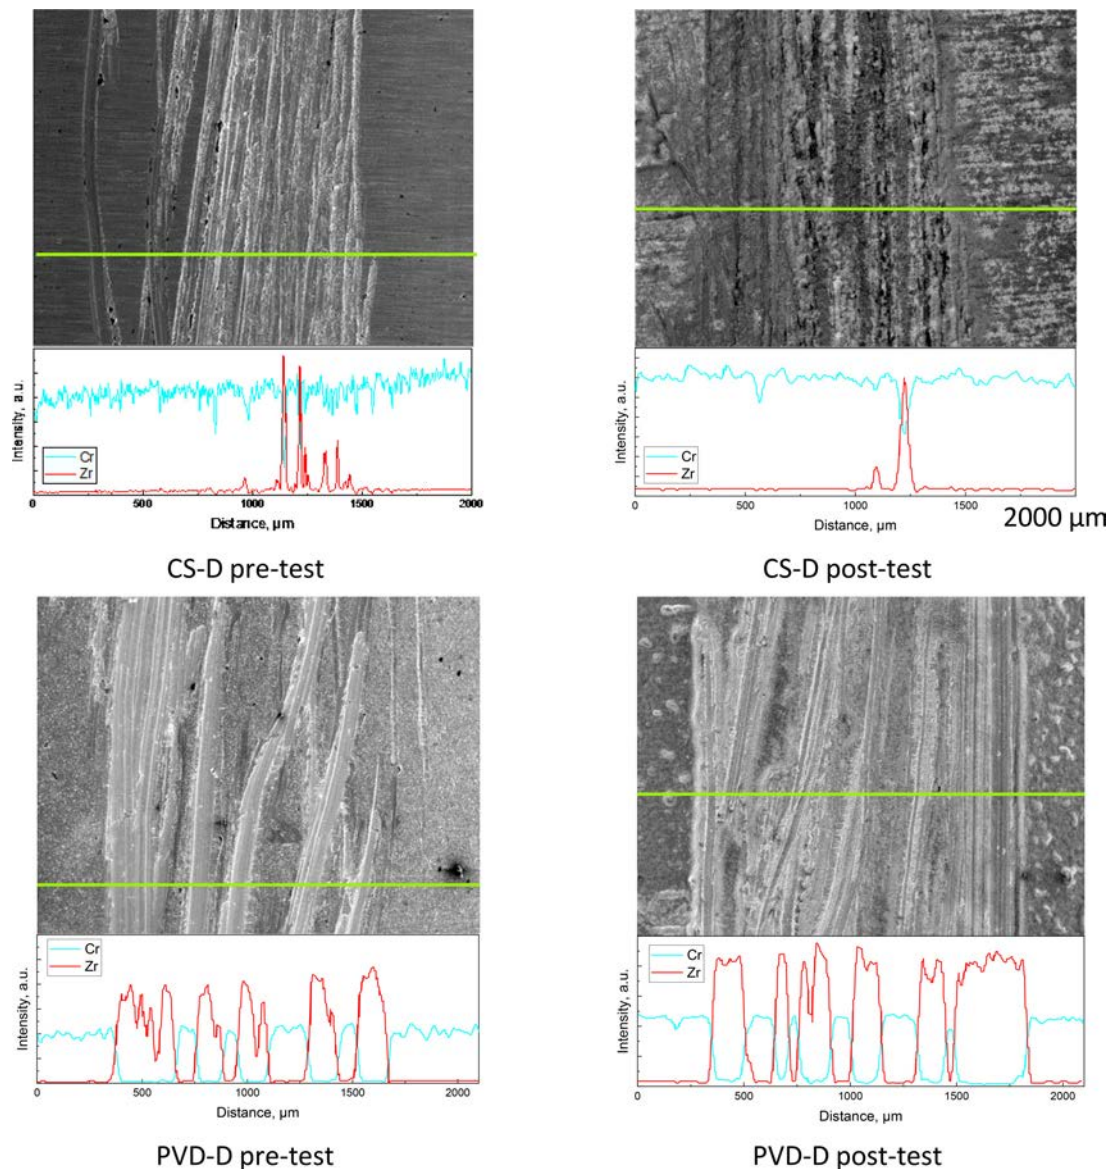 Intensity, a.u.
Cr
Zr
0 500 1000 1500 2000
Distance, µm
CS-D pre-test
Intensity, a.u.
Cr
Zr
0 500 1000 1500
2000 µm
Distance, µm
CS-D post-test
Intensity, a.u.
Cr
Zr
0 500 1000 1500 2000
Distance, µm
PVD-D pre-test
Intensity, a.u.
Cr
Zr
0 500 1000 1500 2000
Distance, µm
PVD-D post-test